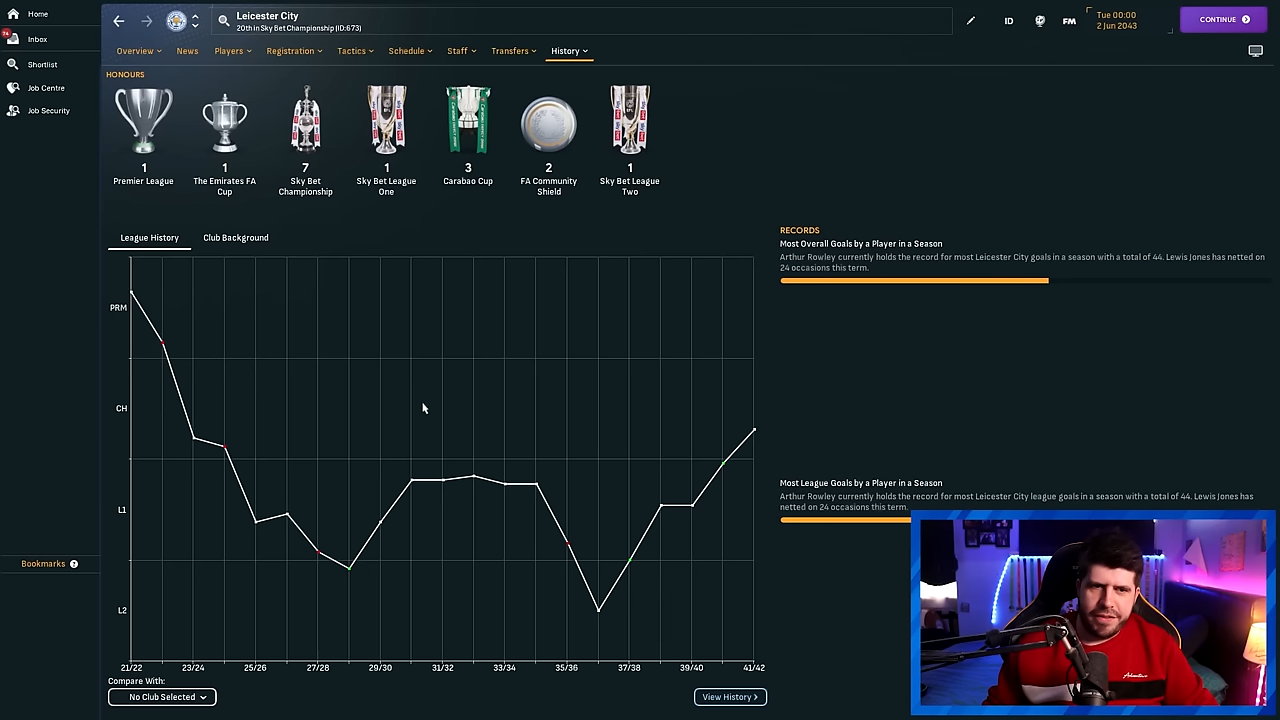 Home
24
Inbox
Shortlist
Job Centre
Job Security
Bookmarks ?
Leicester City
20th in Sky Bet Championship (ID:673)
ID
FM
Tue 00:00
2 Jun 2043
CONTINUE
Overview
News
Players
Registration
Tactics
Schedule
Staff
Transfers
History
HONOURS
1
Premier League
1
The Emirates FA
Cup
7
Sky Bet
Championship
1
Sky Bet League
One
3
Carabao Cup
2
FA Community
Shield
1
Sky Bet League
Two
League History
Club Background
PRM
CH
L1
L2
21/22
23/24
25/26
27/28
29/30
31/32
33/34
35/36
37/38
39/40
41/42
Compare With:
No Club Selected
View History >
RECORDS
Most Overall Goals by a Player in a Season
Arthur Rowley currently holds the record for most Leicester City goals in a season with a total of 44. Lewis Jones has netted on
24 occasions this term.
Most League Goals by a Player in a Season
Arthur Rowley currently holds the record for most Leicester City league goals in a season with a total of 44. Lewis Jones has
netted on 24 occasions this term.